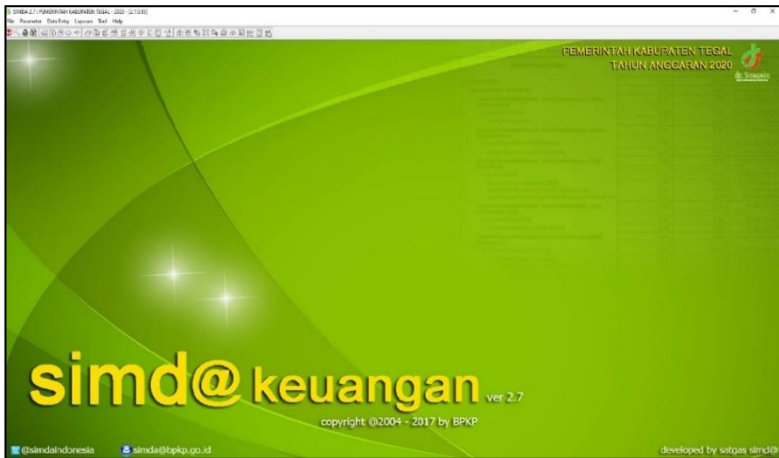 SIMDA 2.7 : PEMERINTAH KABUPATEN TEGAL - 2020 -
File Parameter Data Entry Laporan Tool Help
PEMERINTAH KABUPATEN TEGAL
TAHUN ANGGARAN 2020
dr. Soeselo
simd@ keuangan ver 2.7
copyright @2004 - 2017 by BPKP
@simdaindonesia simda@bpkp.go.id developed by satgas simd@